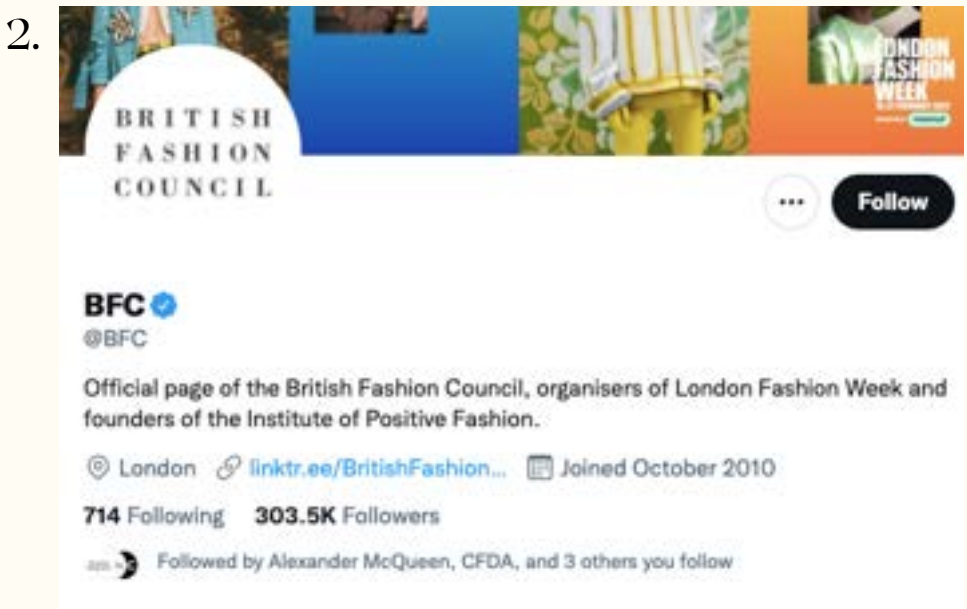 2.
LONDON
FASHION
WEEK
BRITISH
FASHION
COUNCIL
Follow
BFC
@BFC
Official page of the British Fashion Council, organisers of London Fashion Week and
founders of the Institute of Positive Fashion.
London linktr.ee/BritishFashion... Joined October 2010
714 Following 303.5K Followers
Followed by Alexander McQueen, CFDA, and 3 others you follow